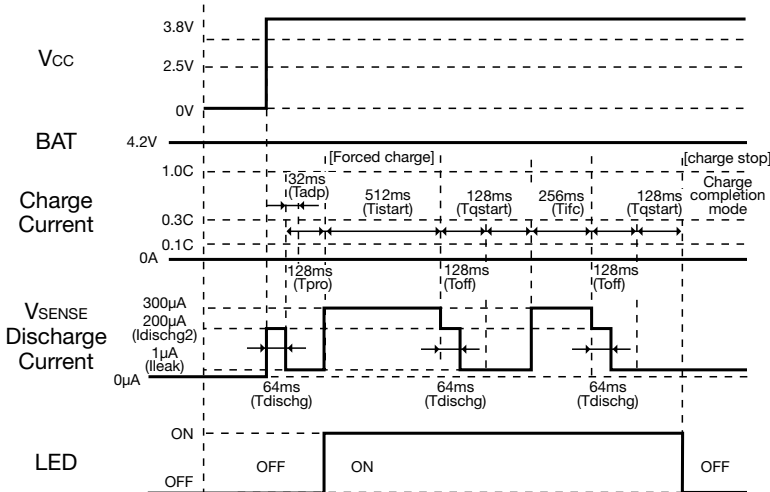 VCC
3.8V
2.5V
0V
BAT
4.2V
[Forced charge]
[charge stop]
Charge Current
1.0C
0.3C
0.1C
0A
32ms
(Tadp)
512ms
(Tistart)
128ms
(Tqstart)
256ms
(Tifc)
128ms
(Tqstart)
Charge
completion
mode
128ms
(Tpro)
128ms
(Toff)
128ms
(Toff)
VSENSE
Discharge
Current
300µA
200µA
(Idischg2)
1µA
(Ileak)
0µA
64ms
(Tdischg)
64ms
(Tdischg)
64ms
(Tdischg)
LED
ON
OFF
OFF
ON
OFF